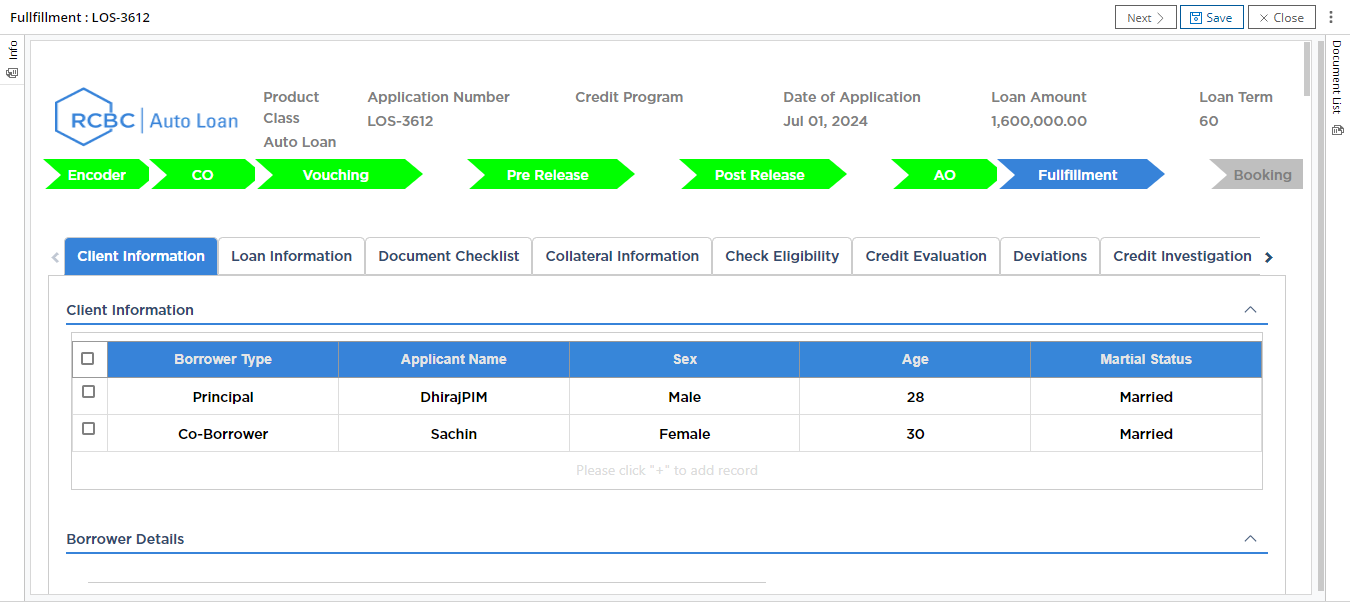 Fullfillment : LOS-3612
Next
Save
Close
Info
Document List
RCBC | Auto Loan
Product Class
Auto Loan
Application Number
LOS-3612
Credit Program
Date of Application
Jul 01, 2024
Loan Amount
1,600,000.00
Loan Term
60
Encoder CO Vouching Pre Release Post Release AO Fullfillment Booking
Client Information Loan Information Document Checklist Collateral Information Check Eligibility Credit Evaluation Deviations Credit Investigation
Client Information
Borrower Type Applicant Name Sex Age Martial Status
Principal DhirajPIM Male 28 Married
Co-Borrower Sachin Female 30 Married
Please click "+" to add record
Borrower Details